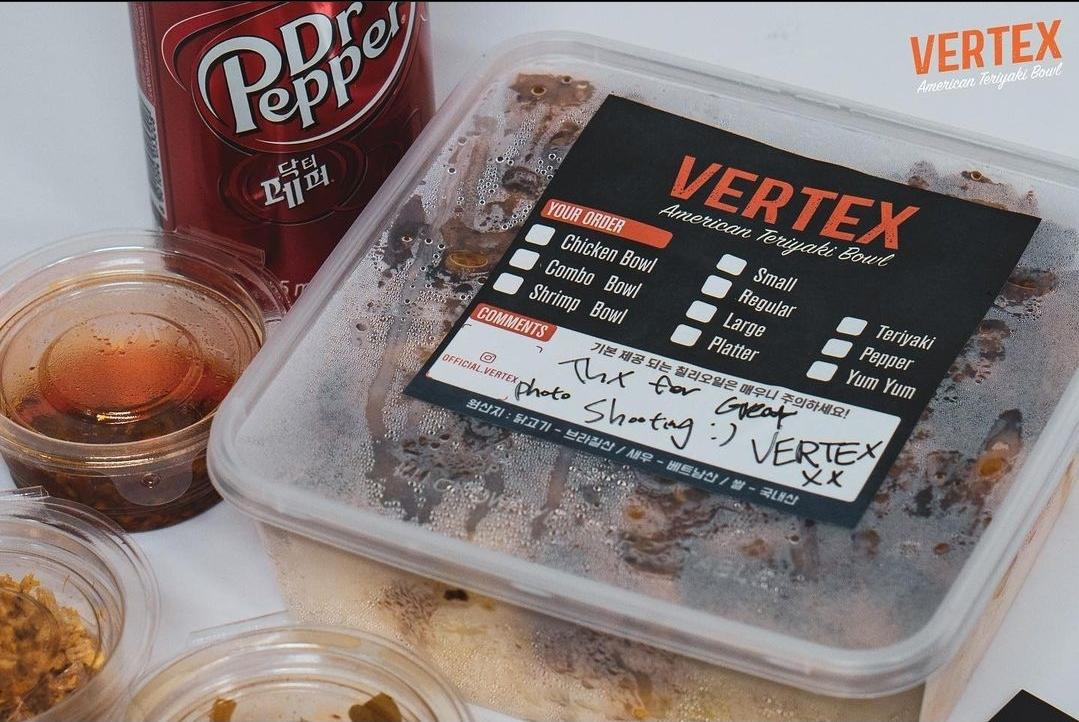 Dr
Pepper
닥터
페퍼
VERTEX
American Teriyaki Bowl
VERTEX
American Teriyaki Bowl
YOUR ORDER
Chicken Bowl
Combo Bowl
Shrimp Bowl
Small
Regular
Large
Platter
Teriyaki
Pepper
Yum Yum
COMMENTS
OFFICIAL.VERTEX
기본 제공 되는 칠리오일은 매우니 주의하세요!
Thx for Great
photo Shooting :)
VERTEX
XX
원산지 : 닭고기 - 브라질산 / 새우 - 베트남산 / 쌀 - 국내산